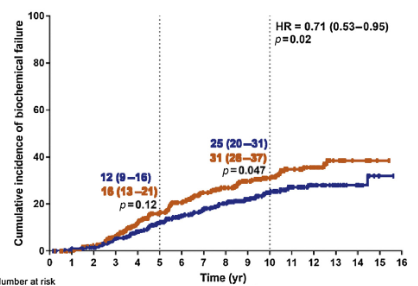 Cumulative incidence of biochemical failure
100
80
60
40
20
0
HR = 0.71 (0.53–0.95)
p=0.02
25 (20–31)
31 (26–37)
p=0.047
12 (9–16)
16 (13–21)
p=0.12
0 1 2 3 4 5 6 7 8 9 10 11 12 13 14 15 16
Time (yr)
Number at risk